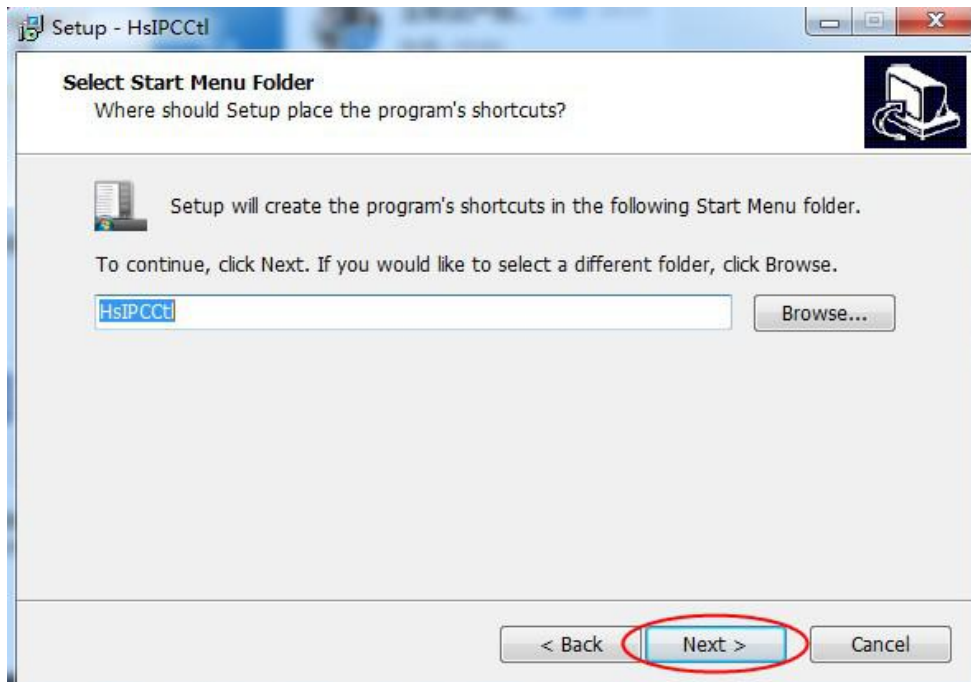 Setup - HsIPCCtl
Select Start Menu Folder
Where should Setup place the program's shortcuts?
Setup will create the program's shortcuts in the following Start Menu folder.
To continue, click Next. If you would like to select a different folder, click Browse.
HsIPCCtl
Browse...
< Back
Next >
Cancel